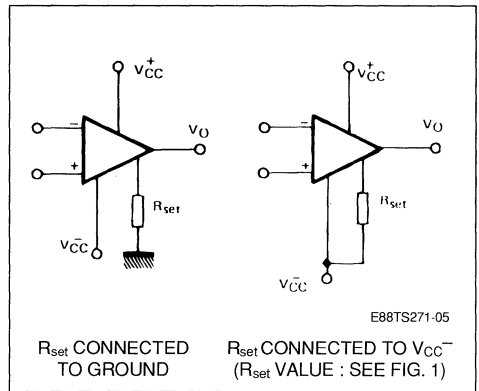 V+CC
V+CC
−
+
VO
−
+
VO
Rset
Rset
V−CC
V−CC
E88TS271-05
Rset CONNECTED
TO GROUND
Rset CONNECTED TO VCC−
(Rset VALUE : SEE FIG. 1)